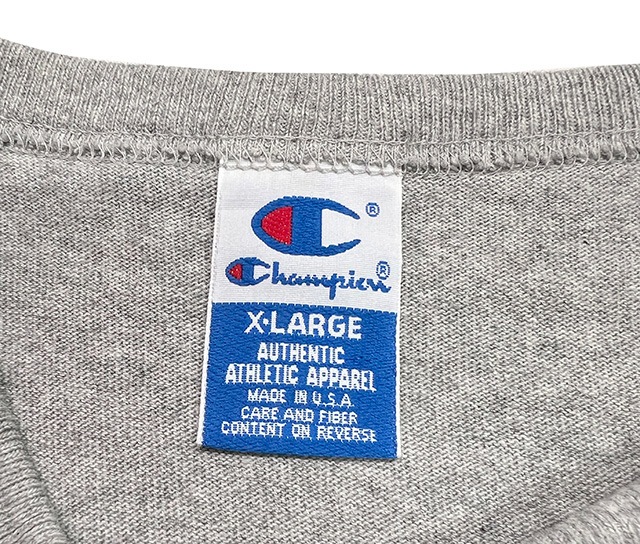 ®
Champion®
X•LARGE
AUTHENTIC
ATHLETIC APPAREL
MADE IN U.S.A.
CARE AND FIBER
CONTENT ON REVERSE